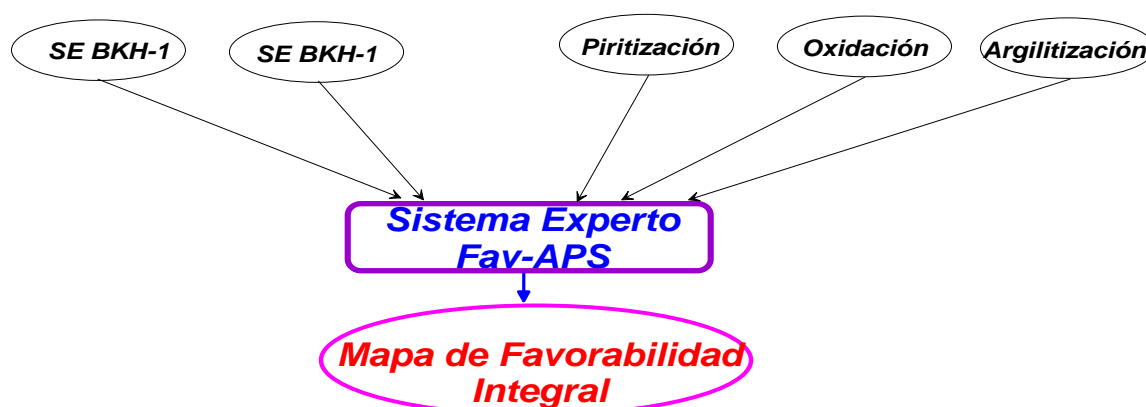 SE BKH-1
SE BKH-1
Piritización
Oxidación
Argilitización
Sistema Experto
Fav-APS
Mapa de Favorabilidad
Integral